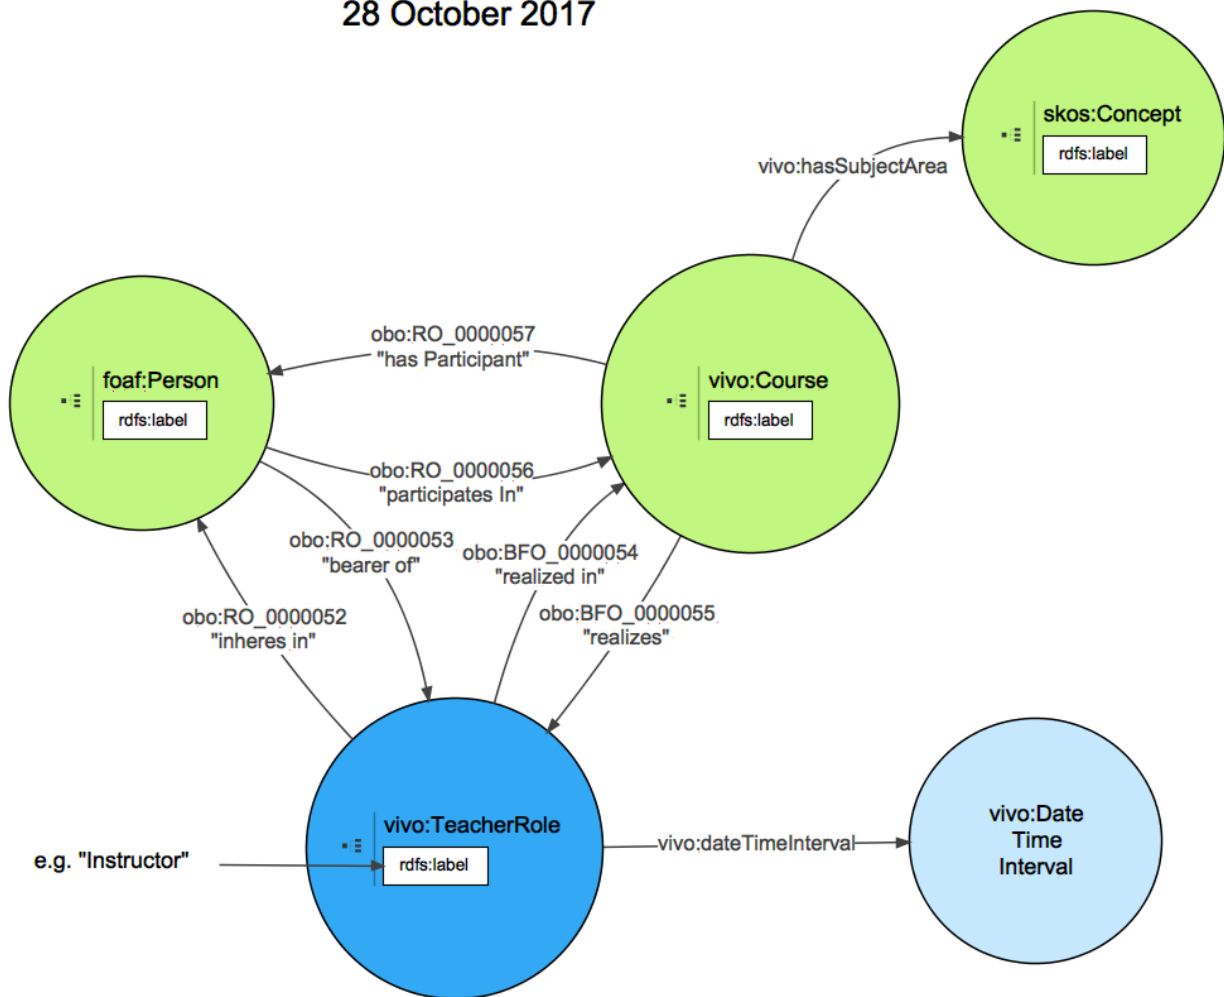 28 October 2017
skos:Concept
rdfs:label
vivo:hasSubjectArea
obo:RO_0000057
"has Participant"
foaf:Person
rdfs:label
vivo:Course
rdfs:label
obo:RO_0000056
"participates In"
obo:RO_0000053
"bearer of"
obo:BFO_0000054
"realized in"
obo:RO_0000052
"inheres in"
obo:BFO_0000055
"realizes"
vivo:TeacherRole
rdfs:label
e.g. "Instructor"
vivo:dateTimeInterval
vivo:Date
Time
Interval